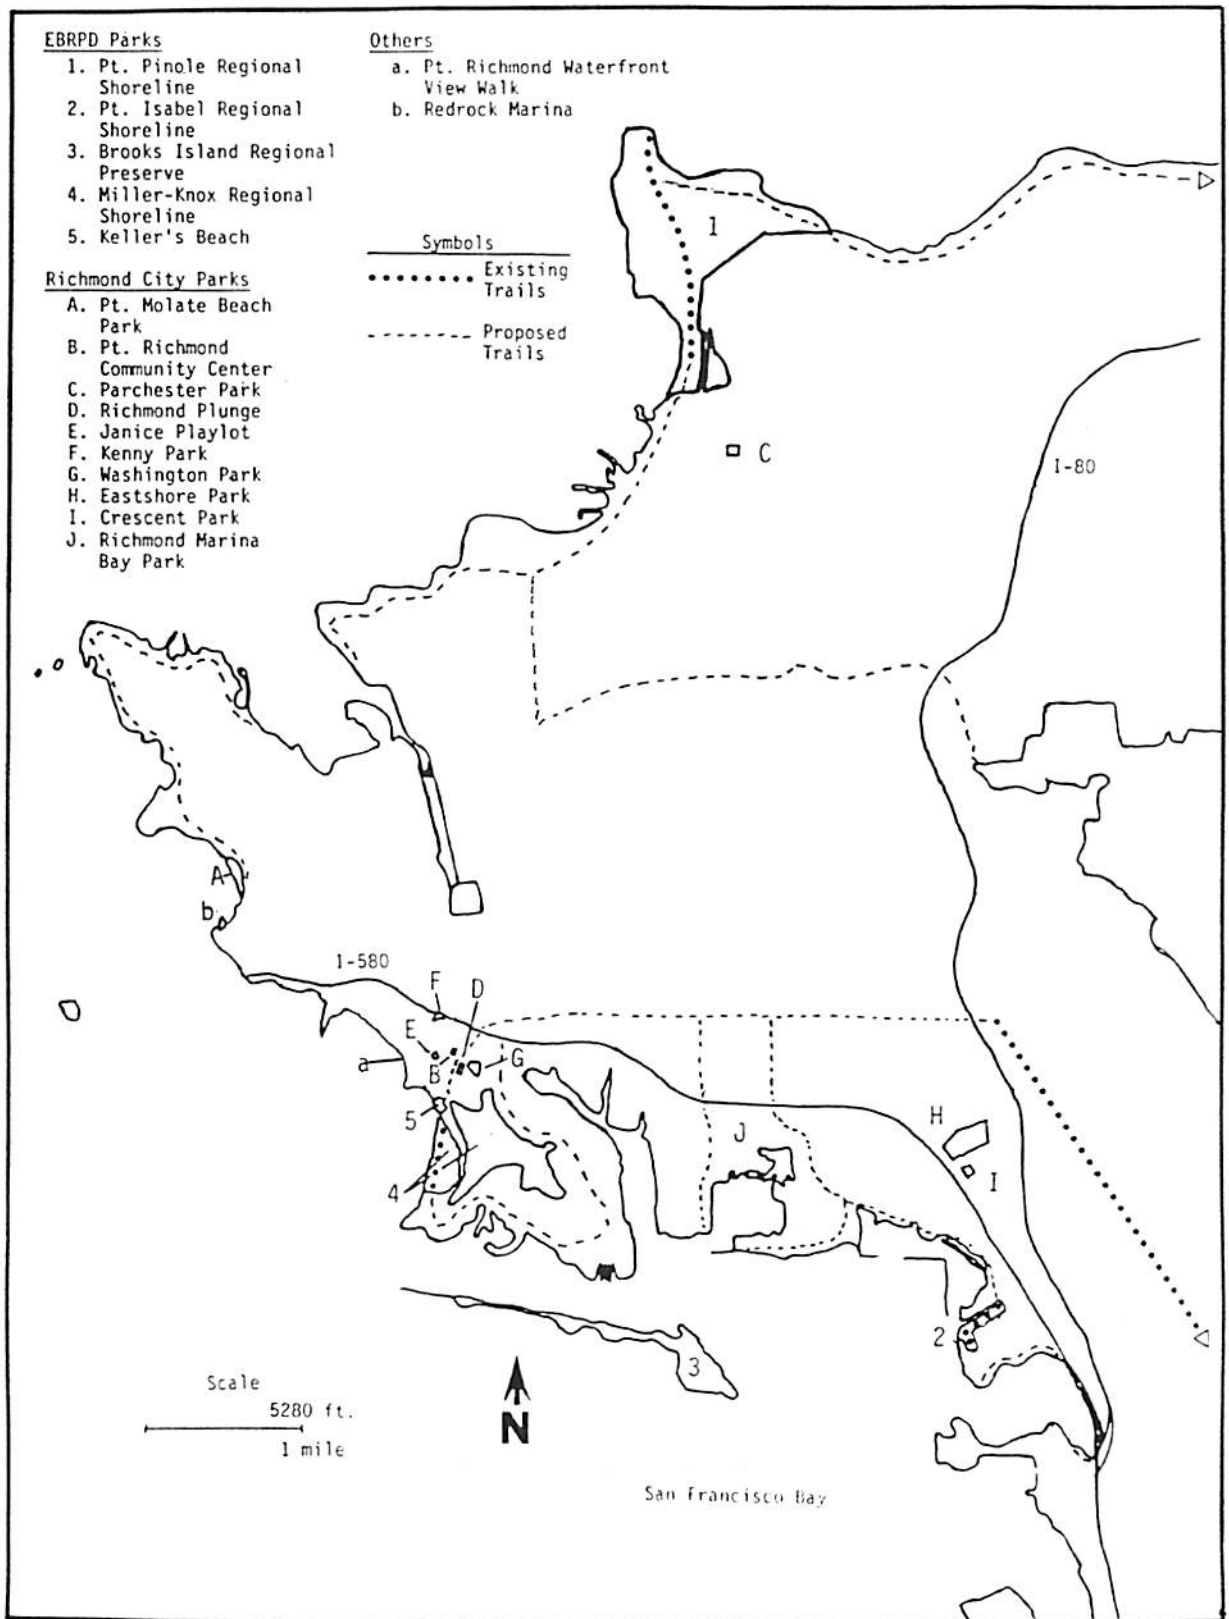 EBRPD Parks
1. Pt. Pinole Regional
Shoreline
2. Pt. Isabel Regional
Shoreline
3. Brooks Island Regional
Preserve
4. Miller-Knox Regional
Shoreline
5. Keller's Beach
Richmond City Parks
A. Pt. Molate Beach
Park
B. Pt. Richmond
Community Center
C. Parchester Park
D. Richmond Plunge
E. Janice Playlot
F. Kenny Park
G. Washington Park
H. Eastshore Park
I. Crescent Park
J. Richmond Marina
Bay Park
Others
a. Pt. Richmond Waterfront
View Walk
b. Redrock Marina
Symbols
Existing
Trails
Proposed
Trails
1
C
I-80
A
b
I-580
F
D
E
a
B
G
5
H
J
I
4
2
3
Scale
5280 ft.
1 mile
N
San Francisco Bay